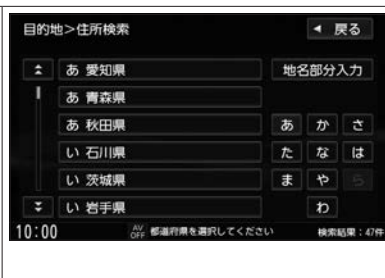 目的地>住所検索 ◀ 戻る
あ 愛知県 地名部分入力
あ 青森県
あ 秋田県 あ か さ
い 石川県 た な は
い 茨城県 ま や ら
い 岩手県 わ
10:00 AV OFF 都道府県を選択してください 検索結果:47件